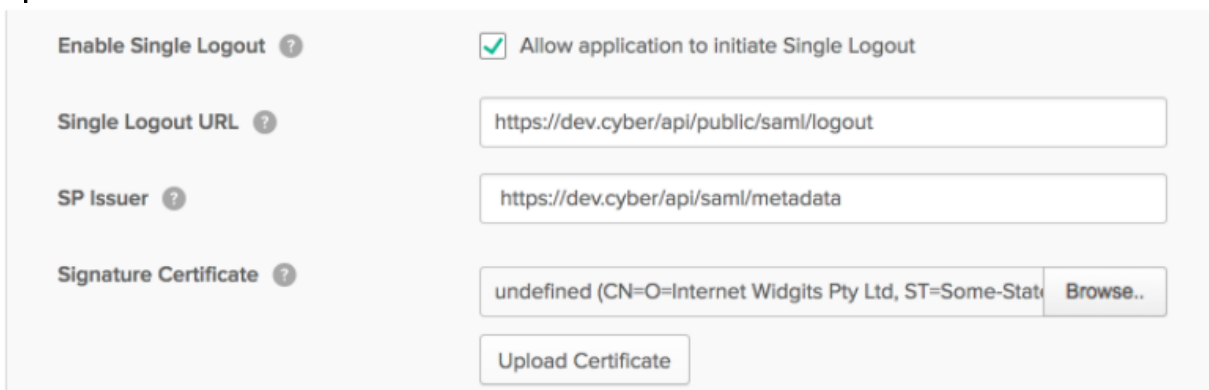 Enable Single Logout ? Allow application to initiate Single Logout
Single Logout URL ? https://dev.cyber/api/public/saml/logout
SP Issuer ? https://dev.cyber/api/saml/metadata
Signature Certificate ? undefined (CN=O=Internet Widgits Pty Ltd, ST=Some-State Browse..
Upload Certificate